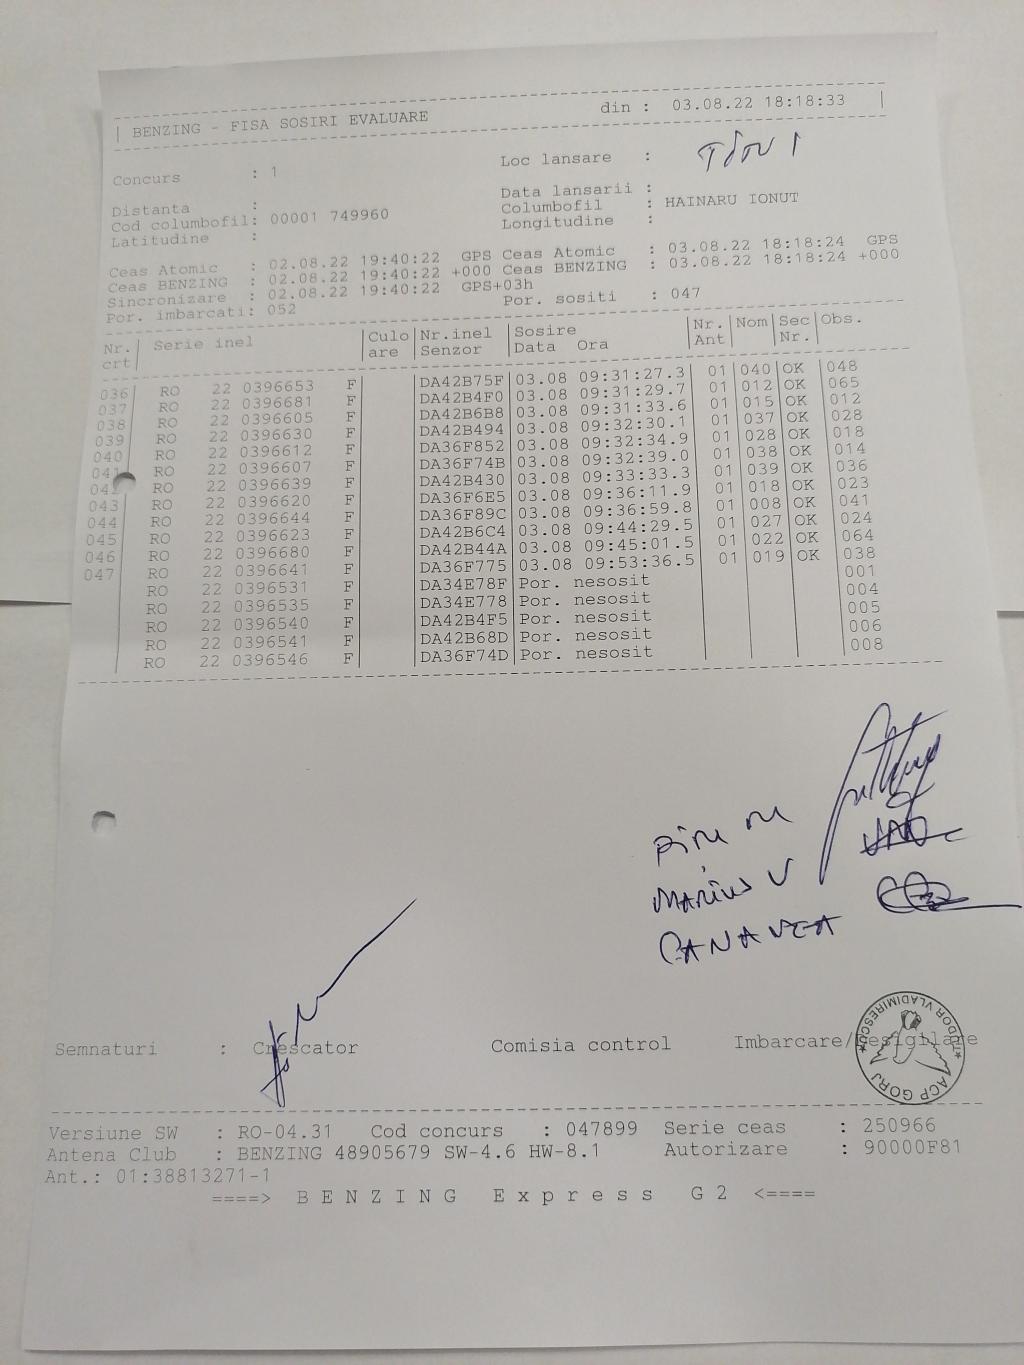 | BENZING - FISA SOSIRI EVALUARE din : 03.08.22 18:18:33 |
Concurs : 1 Loc lansare :
Data lansarii :
Distanta : Columbofil : HAINARU IONUT
Cod columbofil: 00001 749960 Longitudine :
Latitudine :
Ceas Atomic : 02.08.22 19:40:22 GPS Ceas Atomic : 03.08.22 18:18:24 GPS
Ceas BENZING : 02.08.22 19:40:22 +000 Ceas BENZING : 03.08.22 18:18:24 +000
Sincronizare : 02.08.22 19:40:22 GPS+03h
Por. imbarcati: 052 Por. sositi : 047
Nr. Serie inel Culo Nr.inel Sosire Nr. Nom Sec Obs.
crt are Senzor Data Ora Ant Nr.
036 RO 22 0396653 F DA42B75F 03.08 09:31:27.3 01 040 OK 048
037 RO 22 0396681 F DA42B4F0 03.08 09:31:29.7 01 012 OK 065
038 RO 22 0396605 F DA42B6B8 03.08 09:31:33.6 01 015 OK 012
039 RO 22 0396630 F DA42B494 03.08 09:32:30.1 01 037 OK 028
040 RO 22 0396612 F DA36F852 03.08 09:32:34.9 01 028 OK 018
041 RO 22 0396607 F DA36F74B 03.08 09:32:39.0 01 038 OK 014
042 RO 22 0396639 F DA42B430 03.08 09:33:33.3 01 039 OK 036
043 RO 22 0396620 F DA36F6E5 03.08 09:36:11.9 01 018 OK 023
044 RO 22 0396644 F DA36F89C 03.08 09:36:59.8 01 008 OK 041
045 RO 22 0396623 F DA42B6C4 03.08 09:44:29.5 01 027 OK 024
046 RO 22 0396680 F DA42B44A 03.08 09:45:01.5 01 022 OK 064
047 RO 22 0396641 F DA36F775 03.08 09:53:36.5 01 019 OK 038
RO 22 0396531 F DA34E78F Por. nesosit 001
RO 22 0396535 F DA34E778 Por. nesosit 004
RO 22 0396540 F DA42B4F5 Por. nesosit 005
RO 22 0396541 F DA42B68D Por. nesosit 006
RO 22 0396546 F DA36F74D Por. nesosit 008
MARIUS V
CANAVEA
Semnaturi : Crescator Comisia control Imbarcare/Desigilare
TUDOR VLADIMIRESCU
ACP GORJ
Versiune SW : RO-04.31 Cod concurs : 047899 Serie ceas : 250966
Antena Club : BENZING 48905679 SW-4.6 HW-8.1 Autorizare : 90000F81
Ant.: 01:38813271-1
====> BENZING Express G2 <====